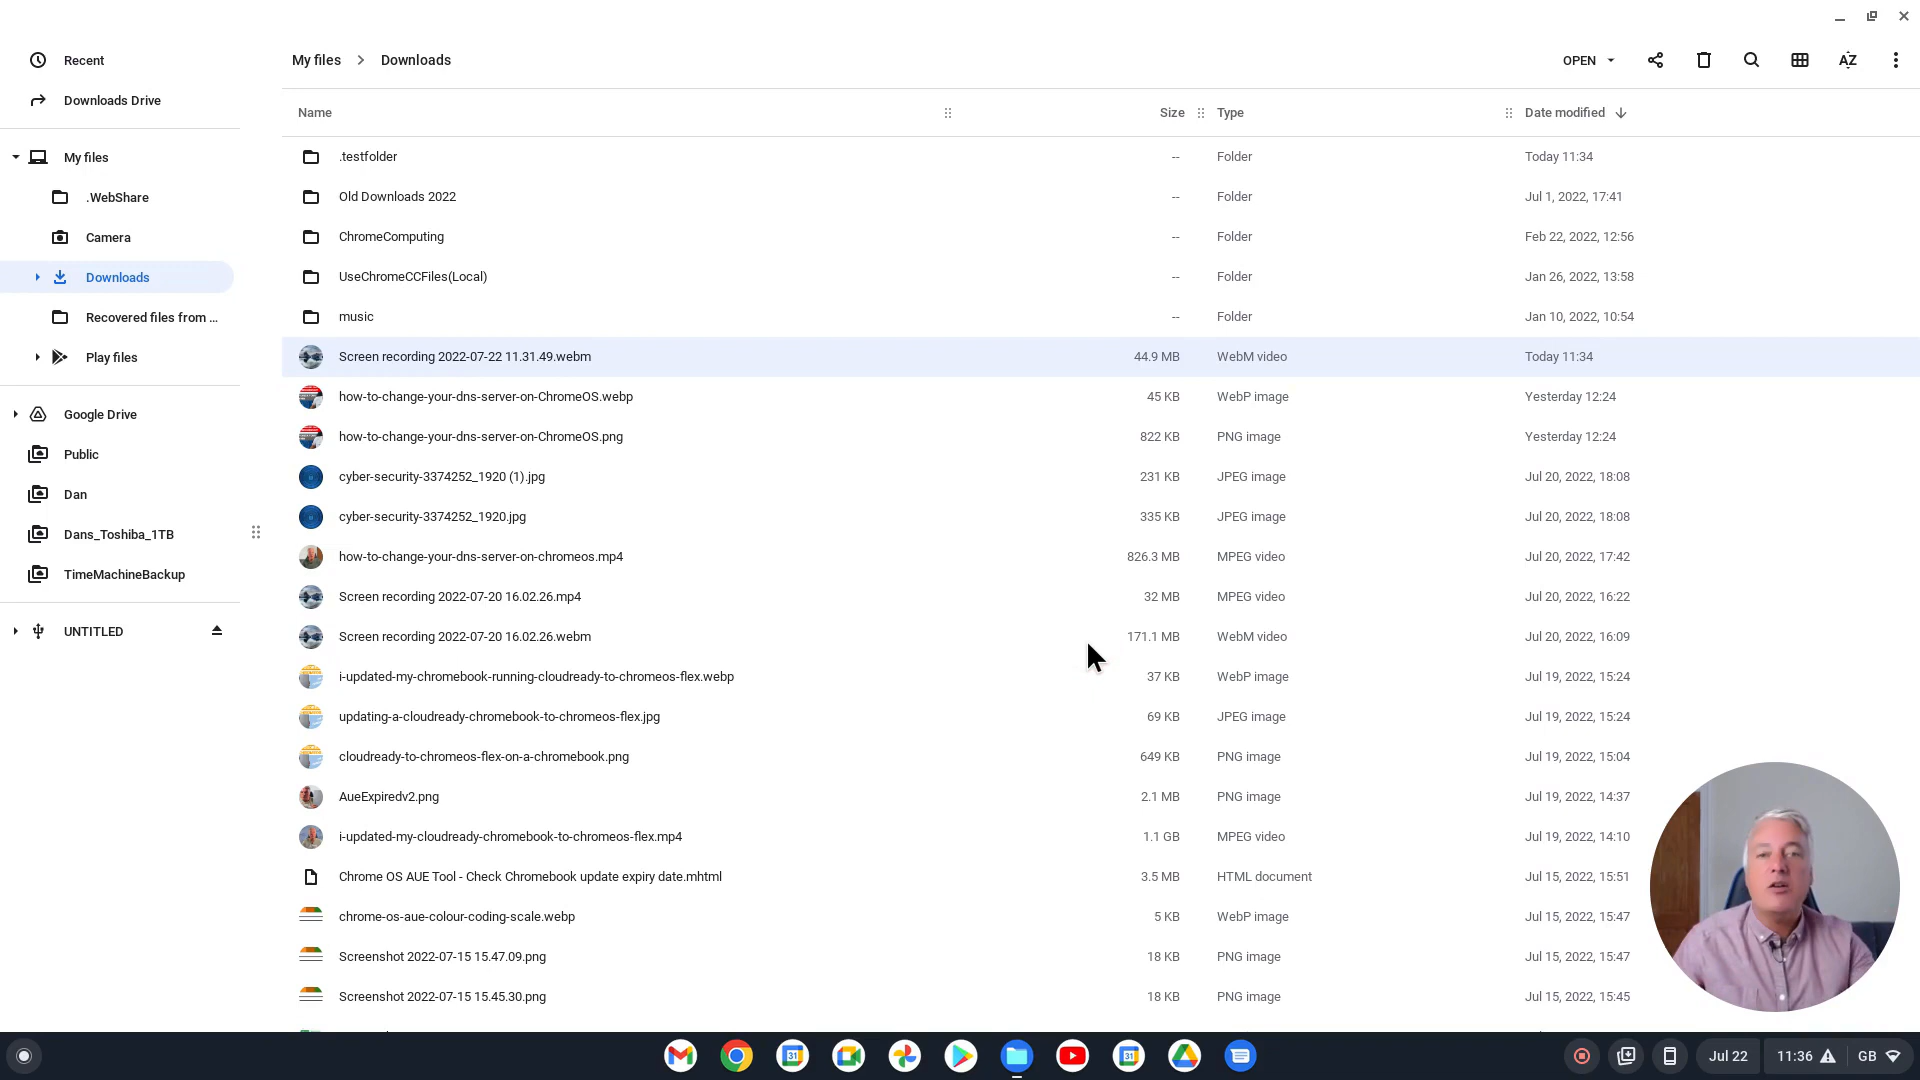 Recent
Downloads Drive
My files
.WebShare
Camera
Downloads
Recovered files from ...
Play files
Google Drive
Public
Dan
Dans_Toshiba_1TB
TimeMachineBackup
UNTITLED
My files > Downloads
OPEN
AZ
Name Size Type Date modified
.testfolder -- Folder Today 11:34
Old Downloads 2022 -- Folder Jul 1, 2022, 17:41
ChromeComputing -- Folder Feb 22, 2022, 12:56
UseChromeCCFiles(Local) -- Folder Jan 26, 2022, 13:58
music -- Folder Jan 10, 2022, 10:54
Screen recording 2022-07-22 11.31.49.webm 44.9 MB WebM video Today 11:34
how-to-change-your-dns-server-on-ChromeOS.webp 45 KB WebP image Yesterday 12:24
how-to-change-your-dns-server-on-ChromeOS.png 822 KB PNG image Yesterday 12:24
cyber-security-3374252_1920 (1).jpg 231 KB JPEG image Jul 20, 2022, 18:08
cyber-security-3374252_1920.jpg 335 KB JPEG image Jul 20, 2022, 18:08
how-to-change-your-dns-server-on-chromeos.mp4 826.3 MB MPEG video Jul 20, 2022, 17:42
Screen recording 2022-07-20 16.02.26.mp4 32 MB MPEG video Jul 20, 2022, 16:22
Screen recording 2022-07-20 16.02.26.webm 171.1 MB WebM video Jul 20, 2022, 16:09
i-updated-my-chromebook-running-cloudready-to-chromeos-flex.webp 37 KB WebP image Jul 19, 2022, 15:24
updating-a-cloudready-chromebook-to-chromeos-flex.jpg 69 KB JPEG image Jul 19, 2022, 15:24
cloudready-to-chromeos-flex-on-a-chromebook.png 649 KB PNG image Jul 19, 2022, 15:04
AueExpiredv2.png 2.1 MB PNG image Jul 19, 2022, 14:37
i-updated-my-cloudready-chromebook-to-chromeos-flex.mp4 1.1 GB MPEG video Jul 19, 2022, 14:10
Chrome OS AUE Tool - Check Chromebook update expiry date.mhtml 3.5 MB HTML document Jul 15, 2022, 15:51
chrome-os-aue-colour-coding-scale.webp 5 KB WebP image Jul 15, 2022, 15:47
Screenshot 2022-07-15 15.47.09.png 18 KB PNG image Jul 15, 2022, 15:47
Screenshot 2022-07-15 15.45.30.png 18 KB PNG image Jul 15, 2022, 15:45
31 31 Jul 22 11:36 GB